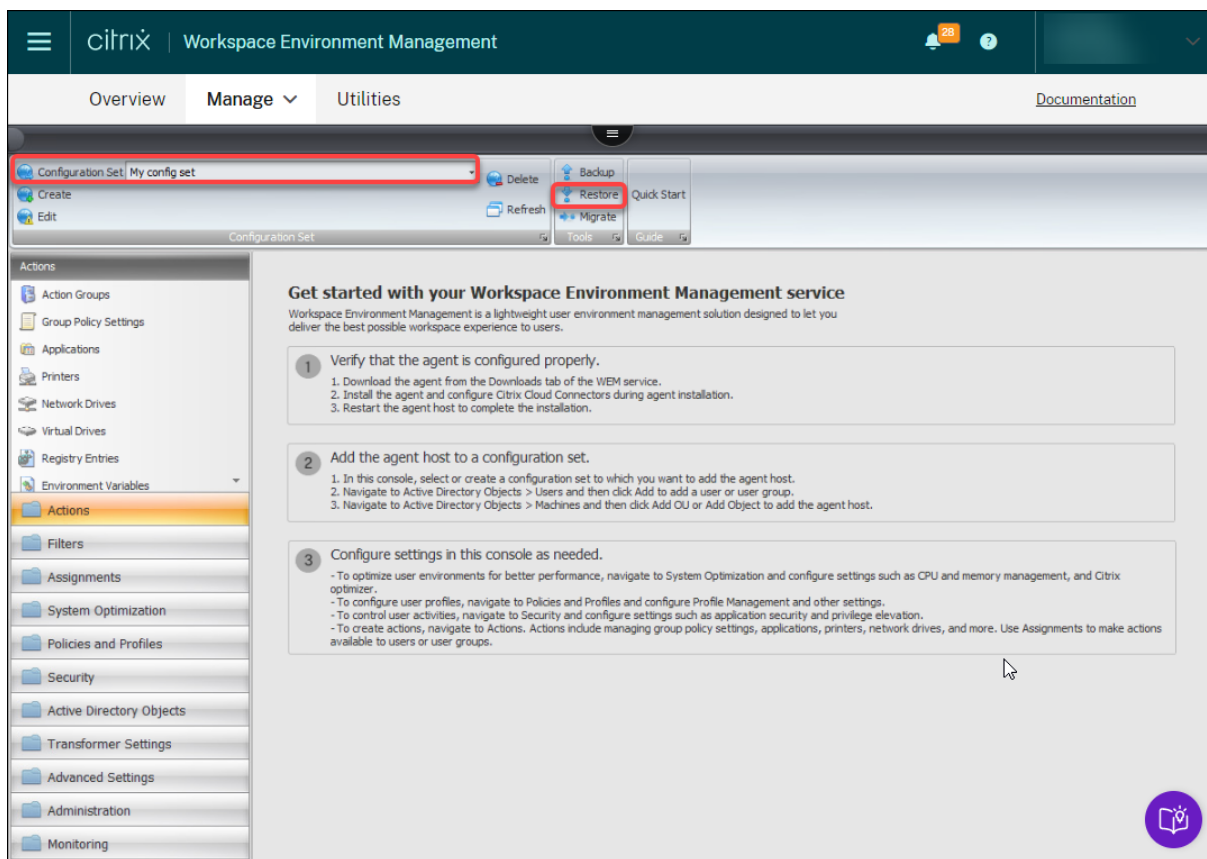 citrix | Workspace Environment Management
28
?
Overview Manage Utilities Documentation
Configuration Set My config set
Create
Edit
Delete
Refresh
Configuration Set
Backup
Restore
Migrate
Tools
Quick Start
Guide
Actions
Action Groups
Group Policy Settings
Applications
Printers
Network Drives
Virtual Drives
Registry Entries
Environment Variables
Actions
Filters
Assignments
System Optimization
Policies and Profiles
Security
Active Directory Objects
Transformer Settings
Advanced Settings
Administration
Monitoring
Get started with your Workspace Environment Management service
Workspace Environment Management is a lightweight user environment management solution designed to let you
deliver the best possible workspace experience to users.
1 Verify that the agent is configured properly.
1. Download the agent from the Downloads tab of the WEM service.
2. Install the agent and configure Citrix Cloud Connectors during agent installation.
3. Restart the agent host to complete the installation.
2 Add the agent host to a configuration set.
1. In this console, select or create a configuration set to which you want to add the agent host.
2. Navigate to Active Directory Objects > Users and then click Add to add a user or user group.
3. Navigate to Active Directory Objects > Machines and then click Add OU or Add Object to add the agent host.
3 Configure settings in this console as needed.
- To optimize user environments for better performance, navigate to System Optimization and configure settings such as CPU and memory management, and Citrix
optimizer.
- To configure user profiles, navigate to Policies and Profiles and configure Profile Management and other settings.
- To control user activities, navigate to Security and configure settings such as application security and privilege elevation.
- To create actions, navigate to Actions. Actions include managing group policy settings, applications, printers, network drives, and more. Use Assignments to make actions
available to users or user groups.